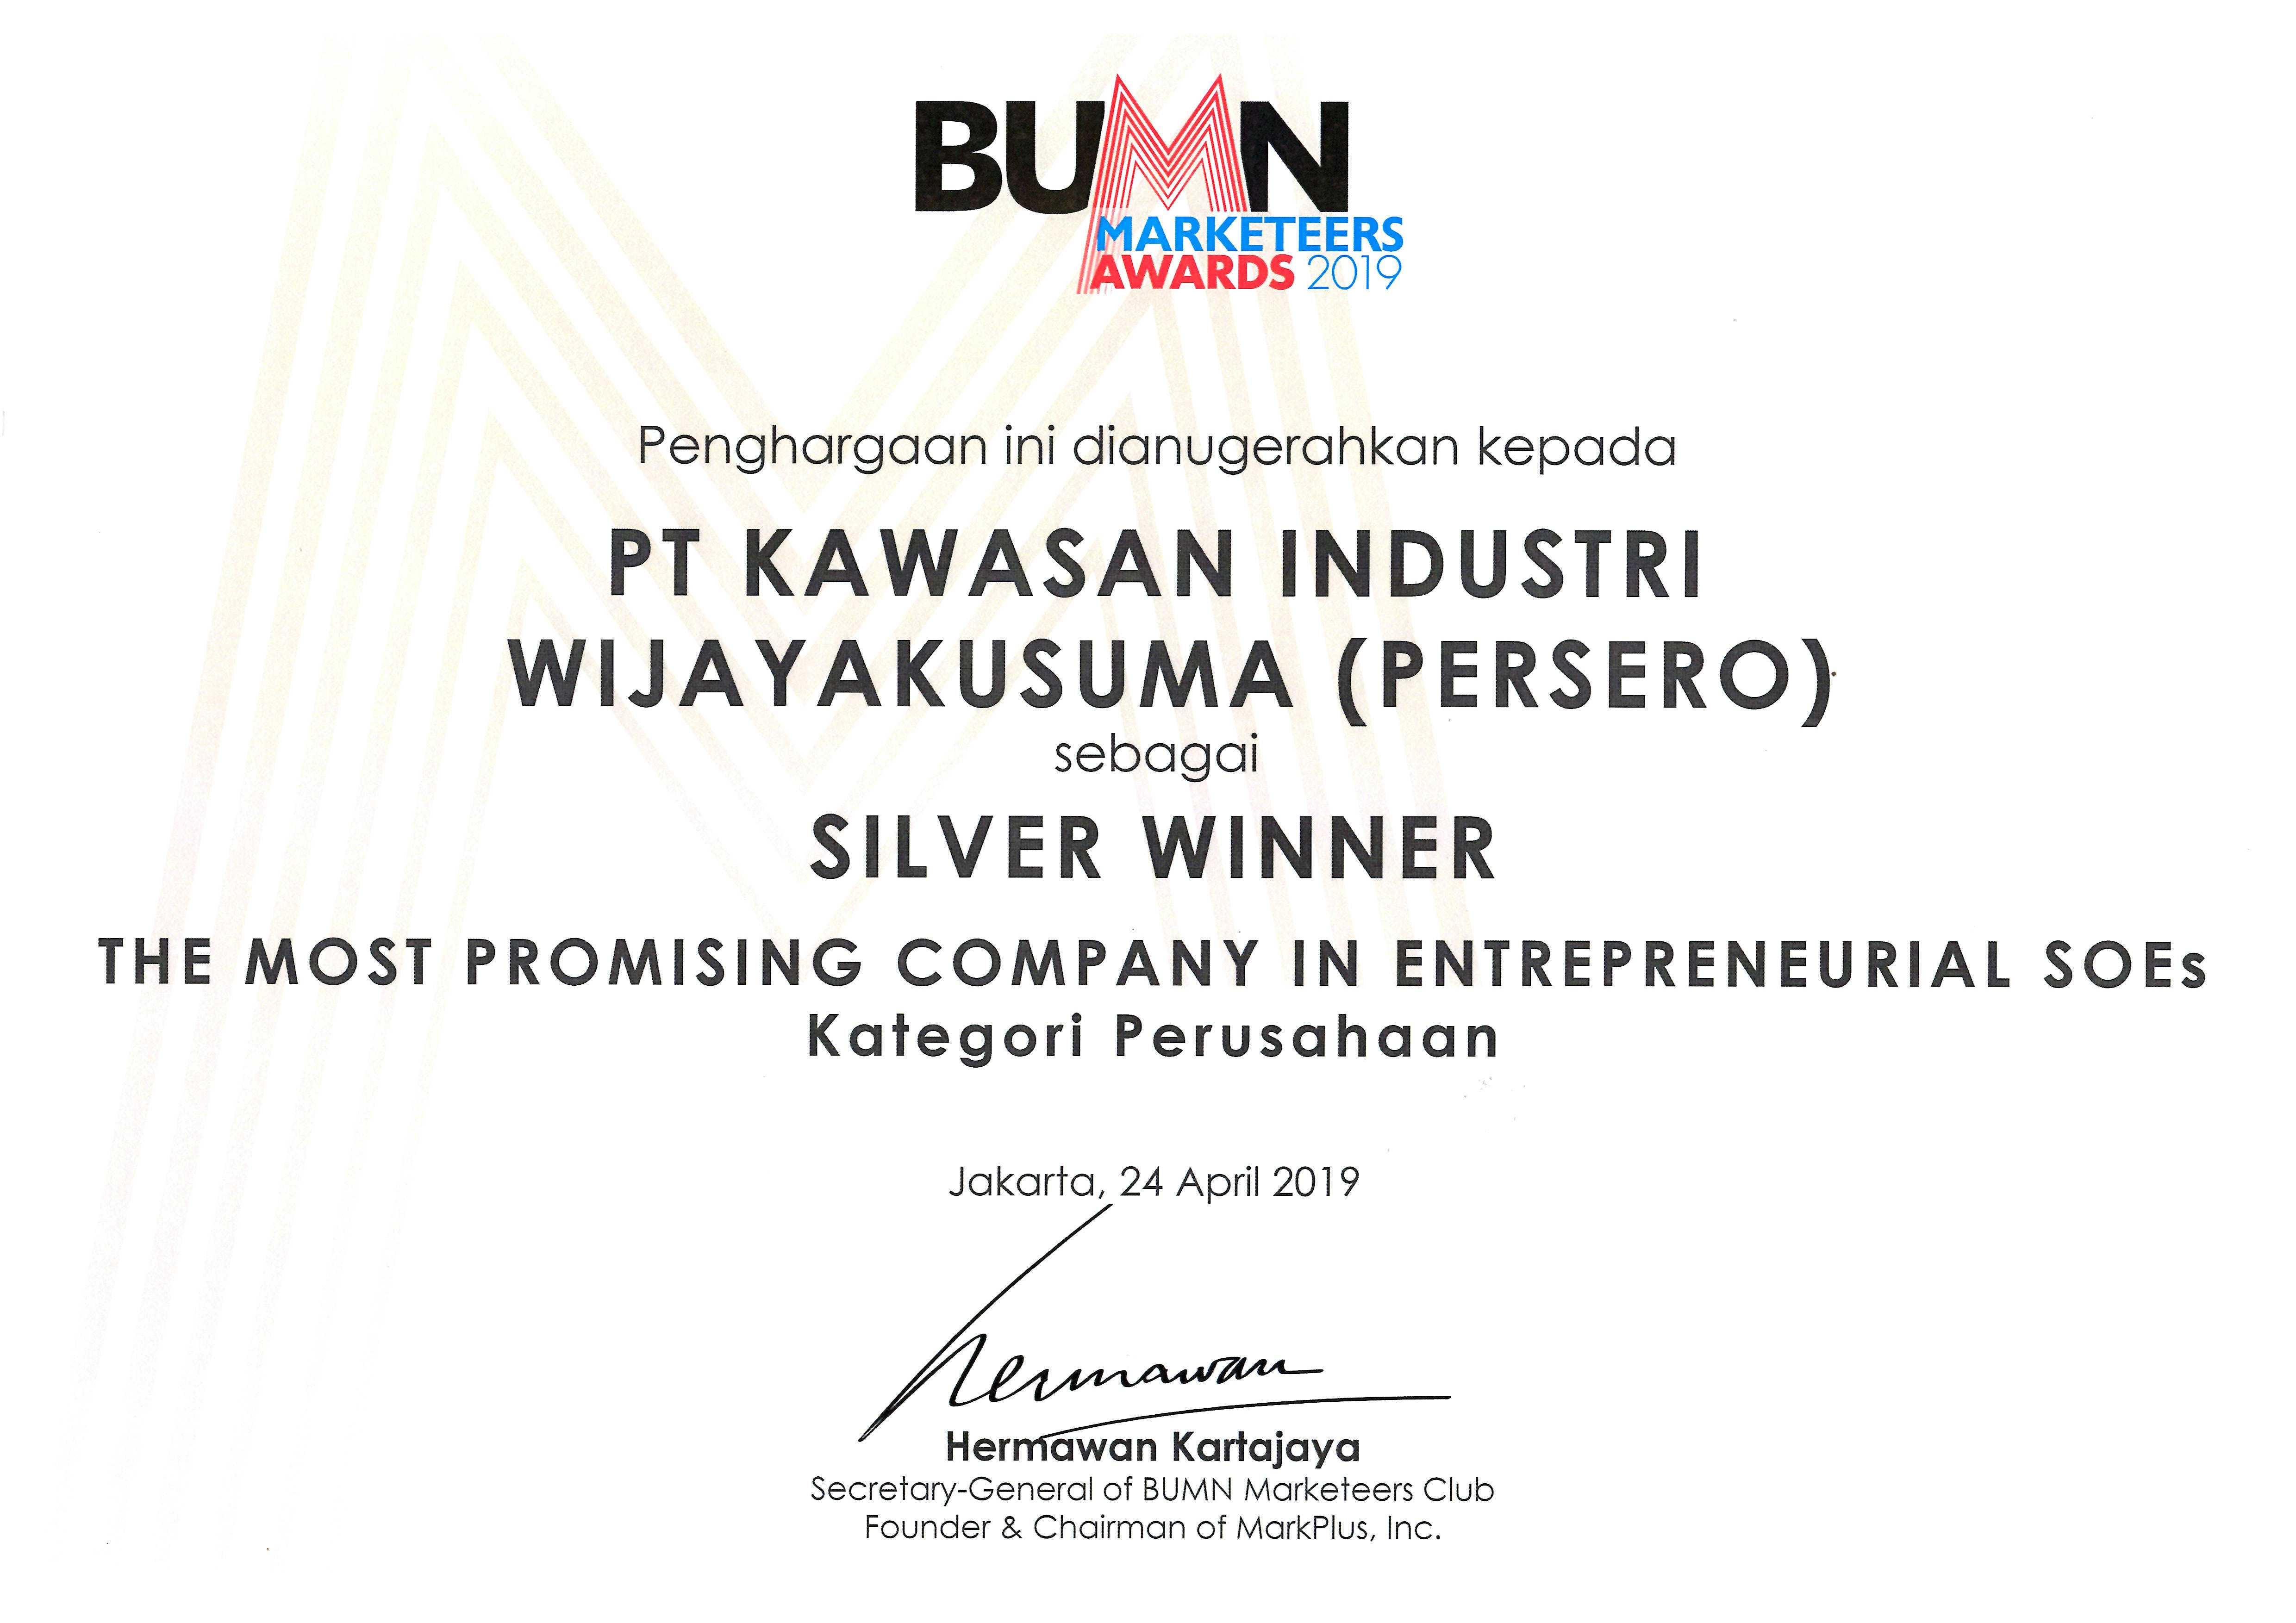 BUMN
MARKETEERS
AWARDS 2019
Penghargaan ini dianugerahkan kepada
PT KAWASAN INDUSTRI
WIJAYAKUSUMA (PERSERO)
sebagai
SILVER WINNER
THE MOST PROMISING COMPANY IN ENTREPRENEURIAL SOEs
Kategori Perusahaan
Jakarta, 24 April 2019
Hermawan
Hermawan Kartajaya
Secretary-General of BUMN Marketeers Club
Founder & Chairman of MarkPlus, Inc.